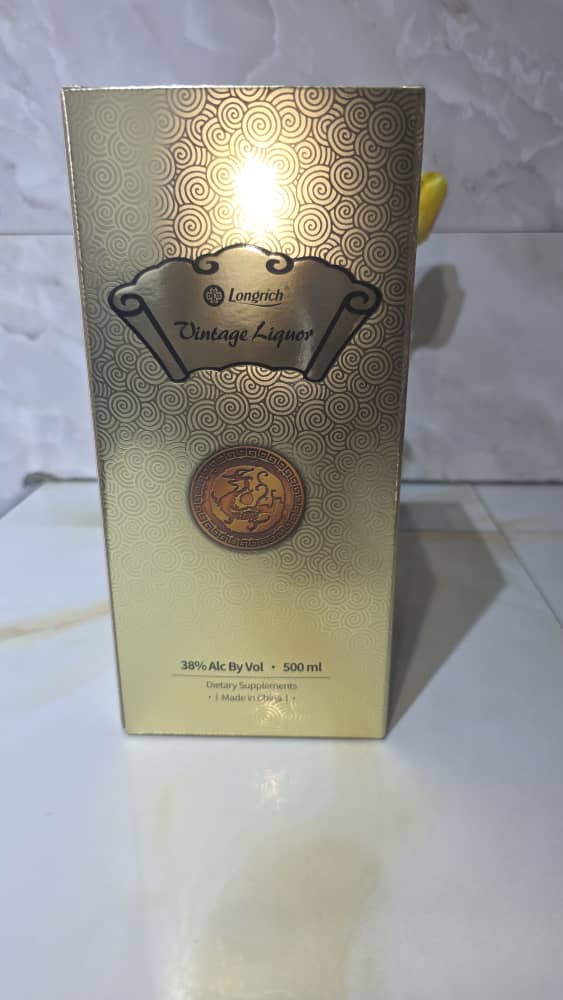 Longrich®
Vintage Liquor
38% Alc By Vol · 500 ml
Dietary Supplements
· | Made in China | ·